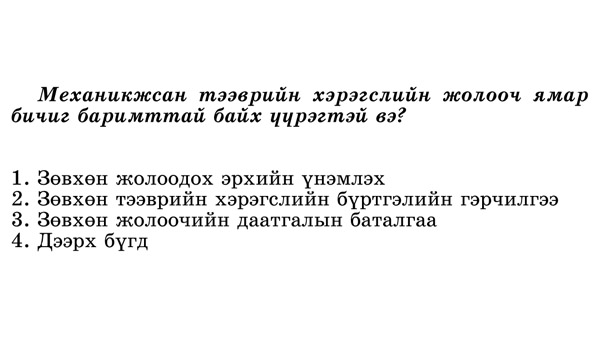 Механикжсан тээврийн хэрэгслийн жолооч ямар
бичиг баримттай байх үүрэгтэй вэ?
1. Зөвхөн жолоодох эрхийн үнэмлэх
2. Зөвхөн тээврийн хэрэгслийн бүртгэлийн гэрчилгээ
3. Зөвхөн жолоочийн даатгалын баталгаа
4. Дээрх бүгд